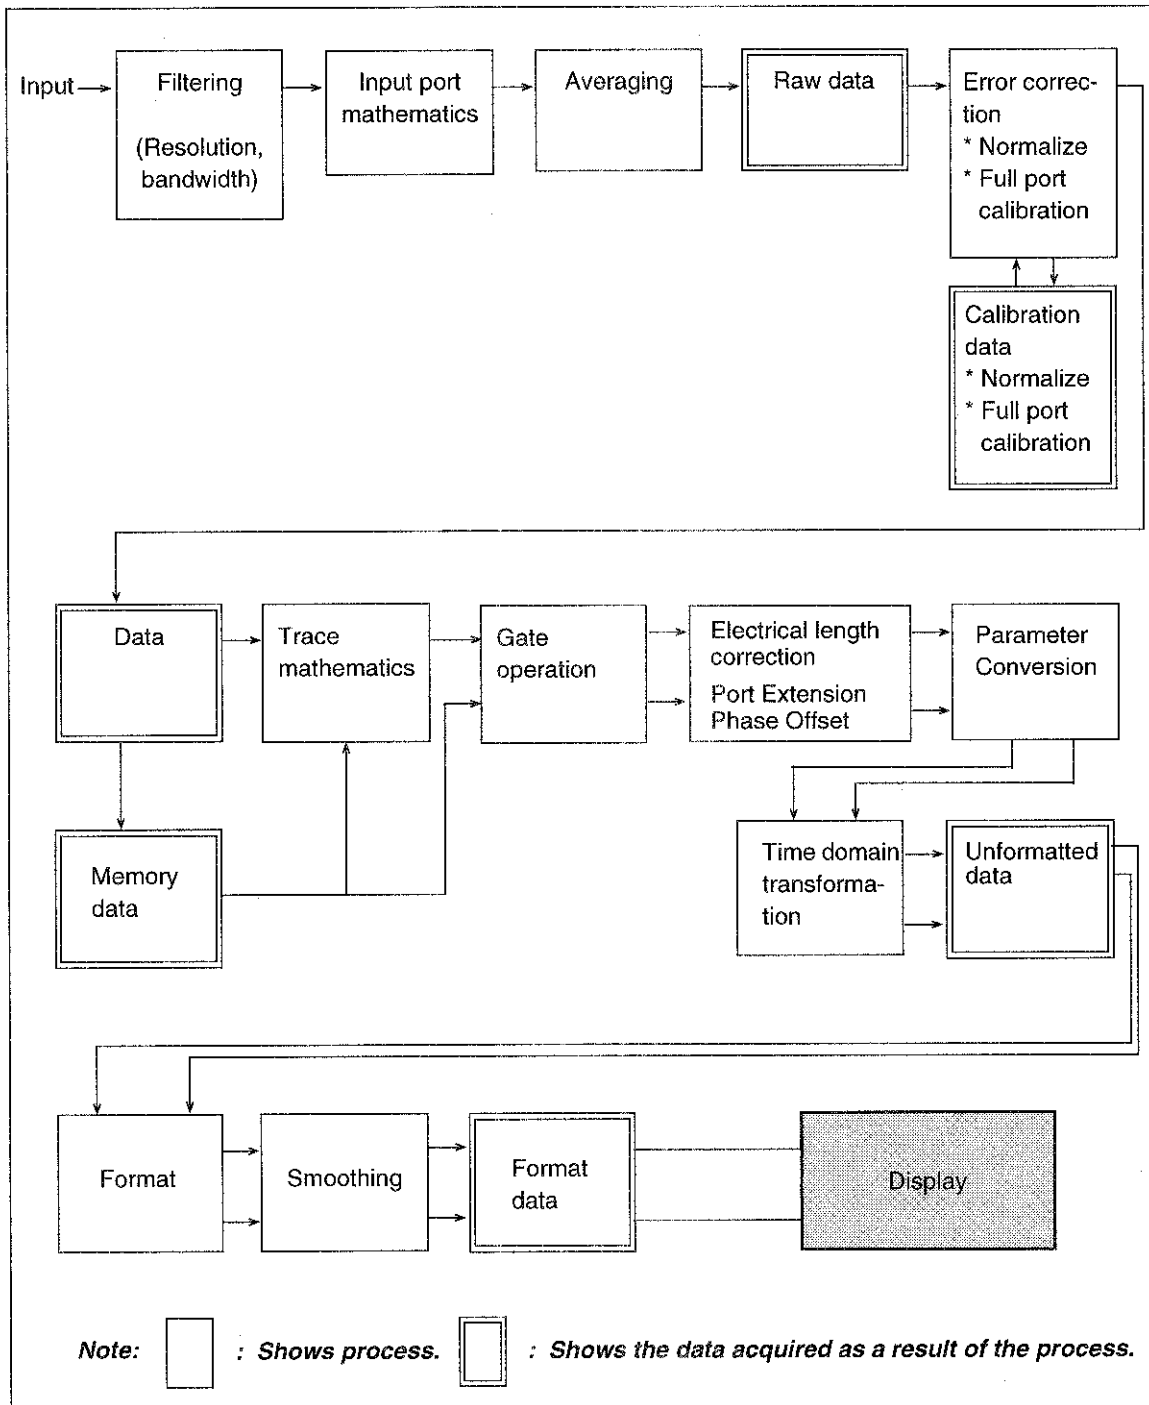 Input
Filtering
(Resolution,
bandwidth)
Input port
mathematics
Averaging
Raw data
Error correc-
tion
* Normalize
* Full port
calibration
Calibration
data
* Normalize
* Full port
calibration
Data
Trace
mathematics
Gate
operation
Electrical length
correction
Port Extension
Phase Offset
Parameter
Conversion
Memory
data
Time domain
transforma-
tion
Unformatted
data
Format
Smoothing
Format
data
Display
Note: : Shows process. : Shows the data acquired as a result of the process.